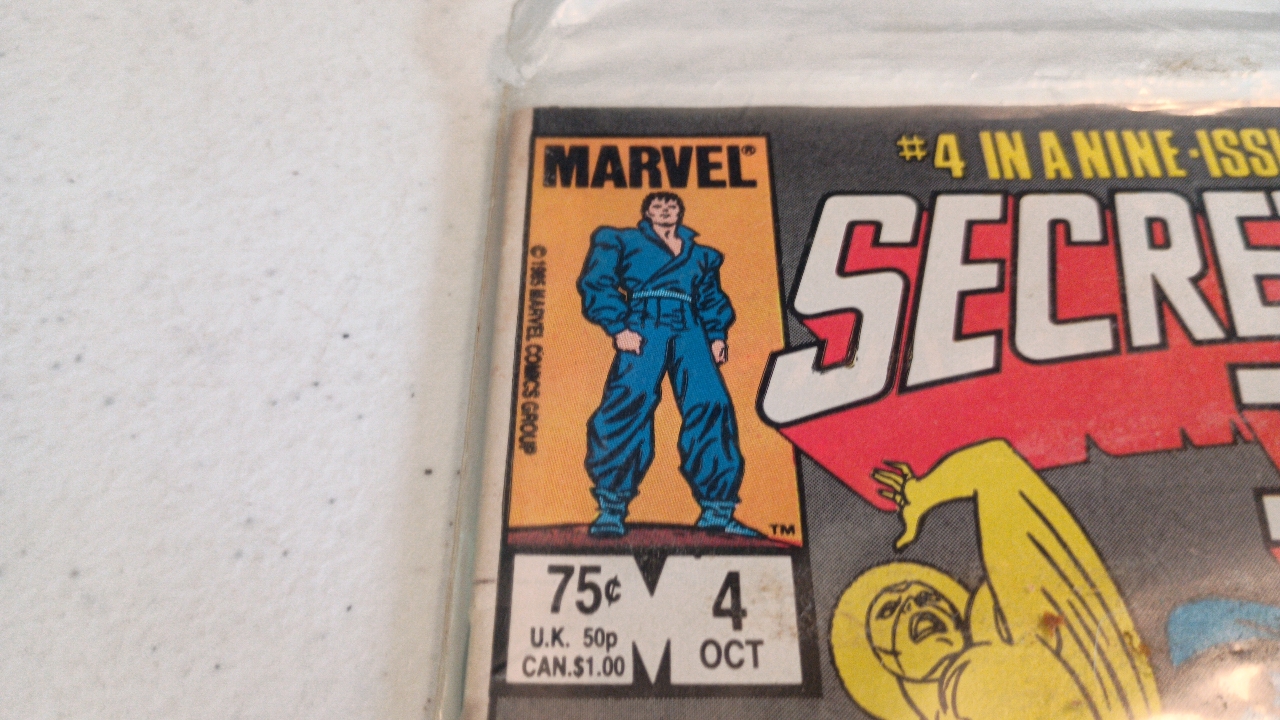 MARVEL®
© 1985 MARVEL COMICS GROUP
TM
75¢
U.K. 50p
CAN.$1.00
4
OCT
#4 IN A NINE-ISS
SECRE